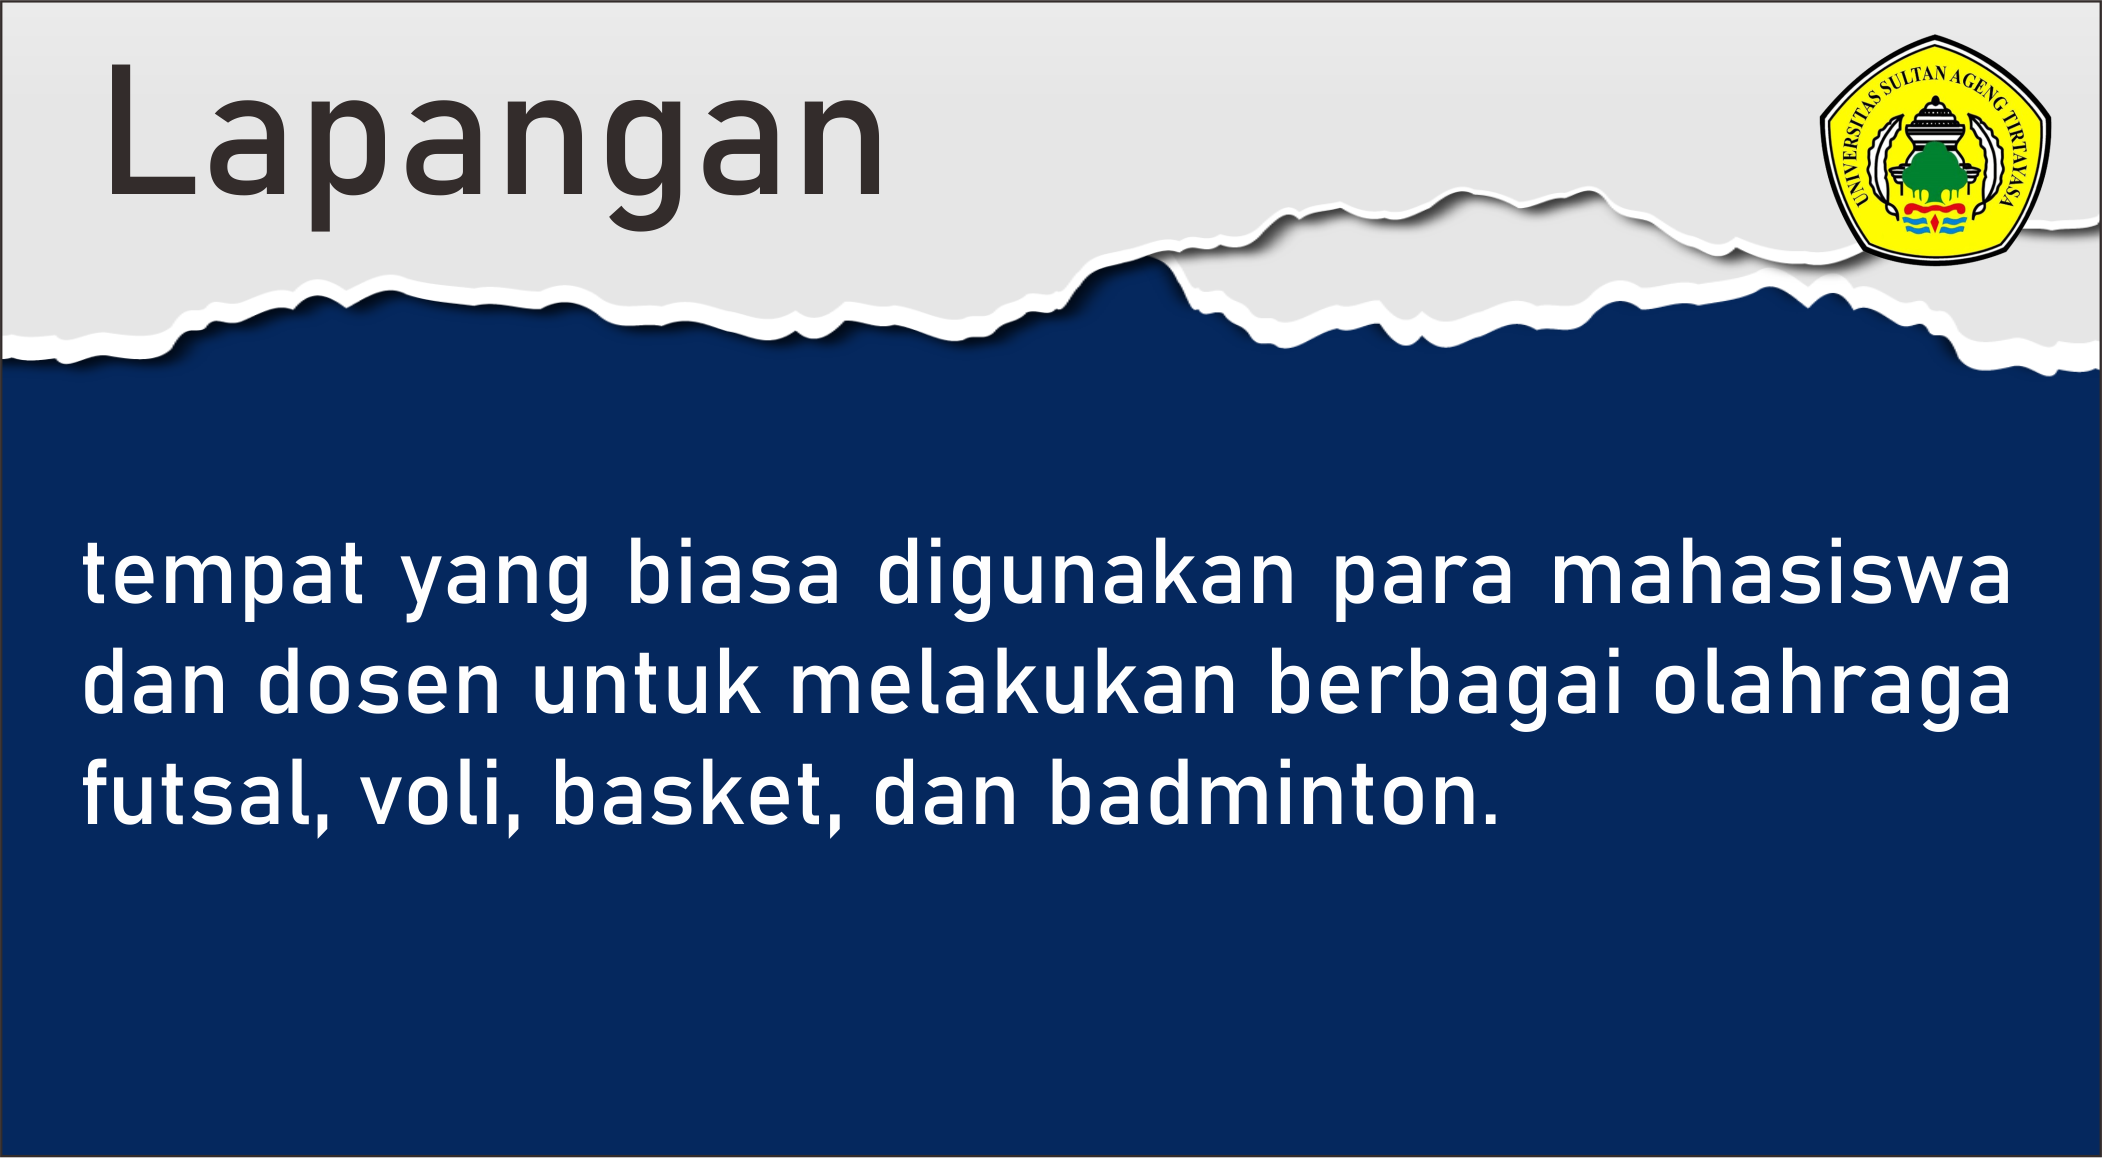 Lapangan
UNIVERSITAS SULTAN AGENG TIRTAYASA
tempat yang biasa digunakan para mahasiswa
dan dosen untuk melakukan berbagai olahraga
futsal, voli, basket, dan badminton.